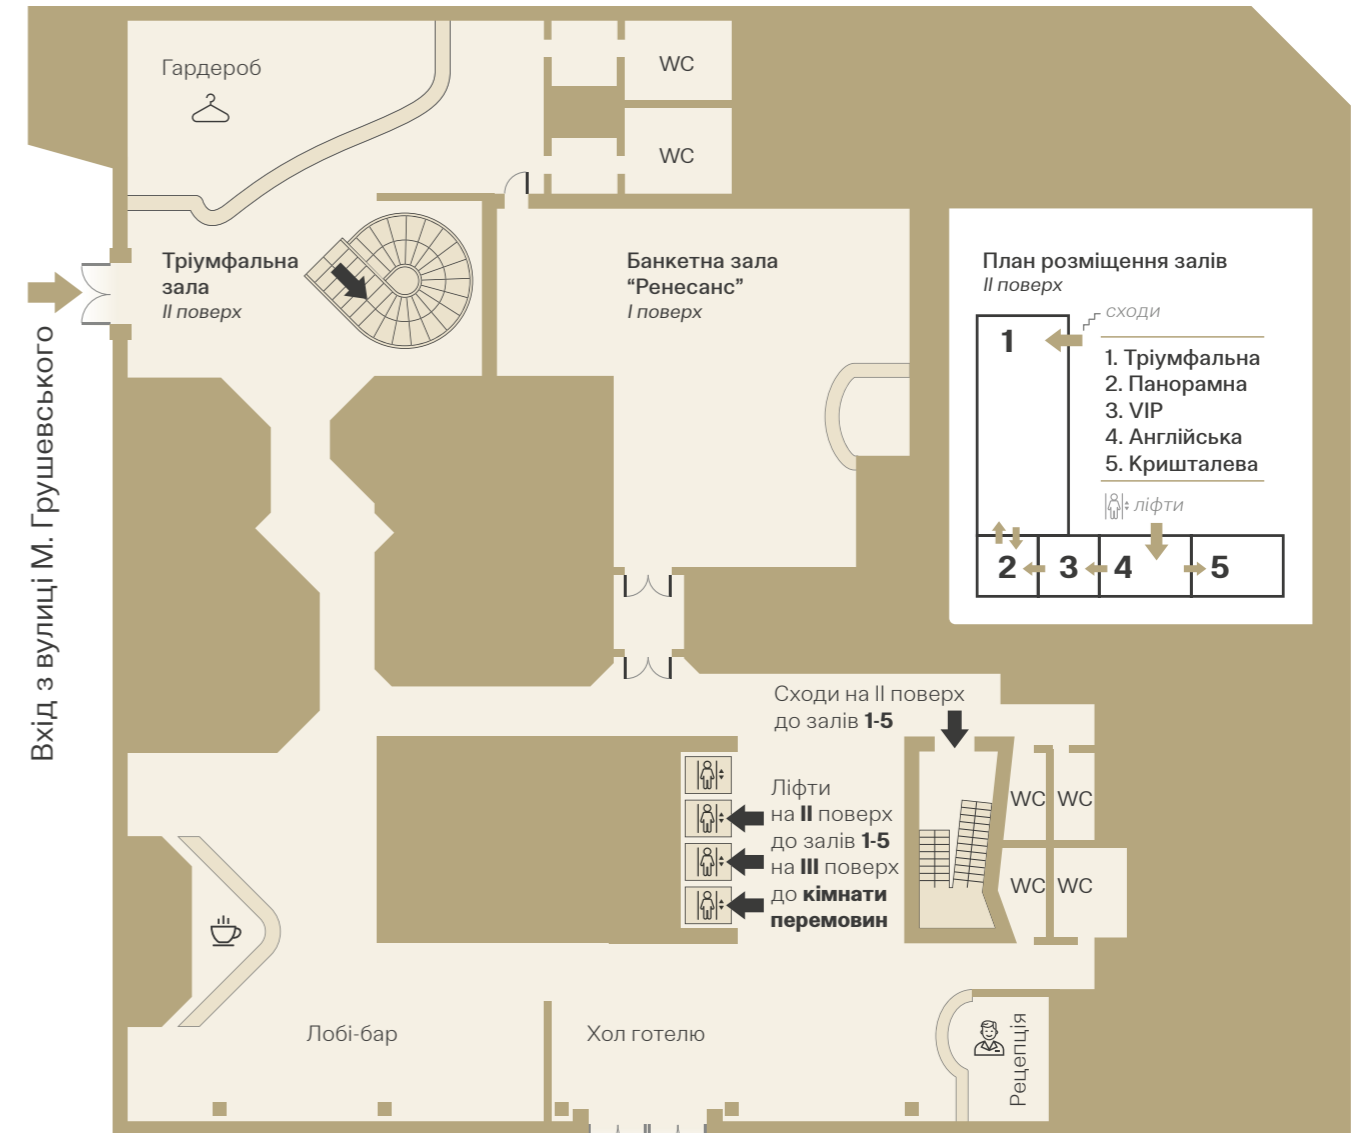 Гардероб
WC
WC
Тріумфальна
зала
II поверх
Банкетна зала
“Ренесанс”
I поверх
План розміщення залів
II поверх
сходи
1
1. Тріумфальна
2. Панорамна
3. VIP
4. Англійська
5. Кришталева
ліфти
2
3
4
5
Вхід з вулиці М. Грушевського
Сходи на II поверх
до залів 1-5
Ліфти
на II поверх
до залів 1-5
на III поверх
до кімнати
перемовин
WC
WC
WC
WC
Лобі-бар
Хол готелю
Рецепція